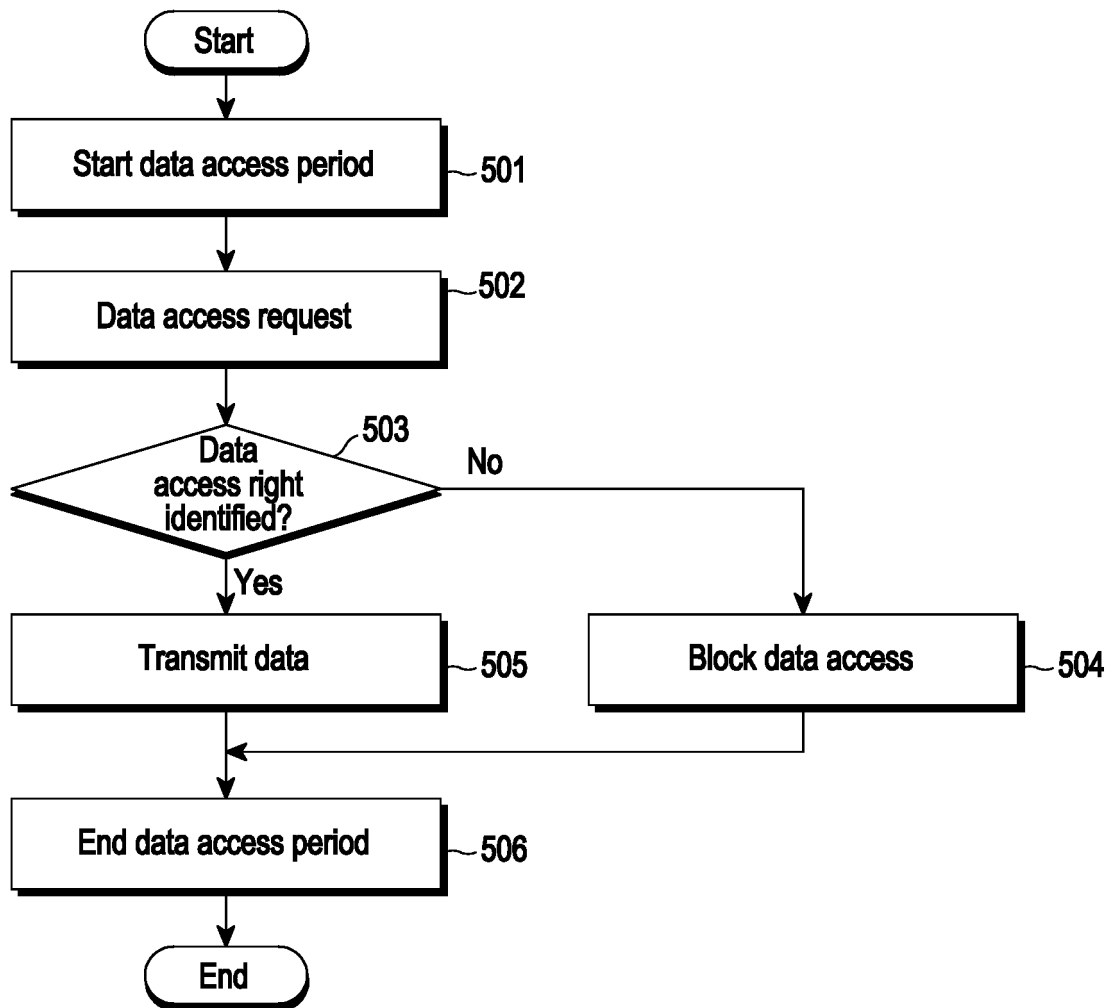 Start
Start data access period
501
Data access request
502
503
Data
access right
identified?
No
Yes
Transmit data
505
Block data access
504
End data access period
506
End